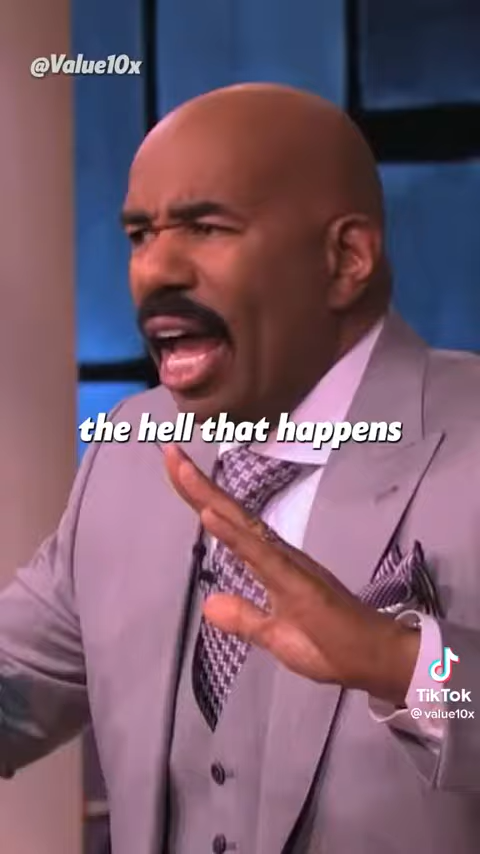 @Value10x
the hell that happens
TikTok
@value10x